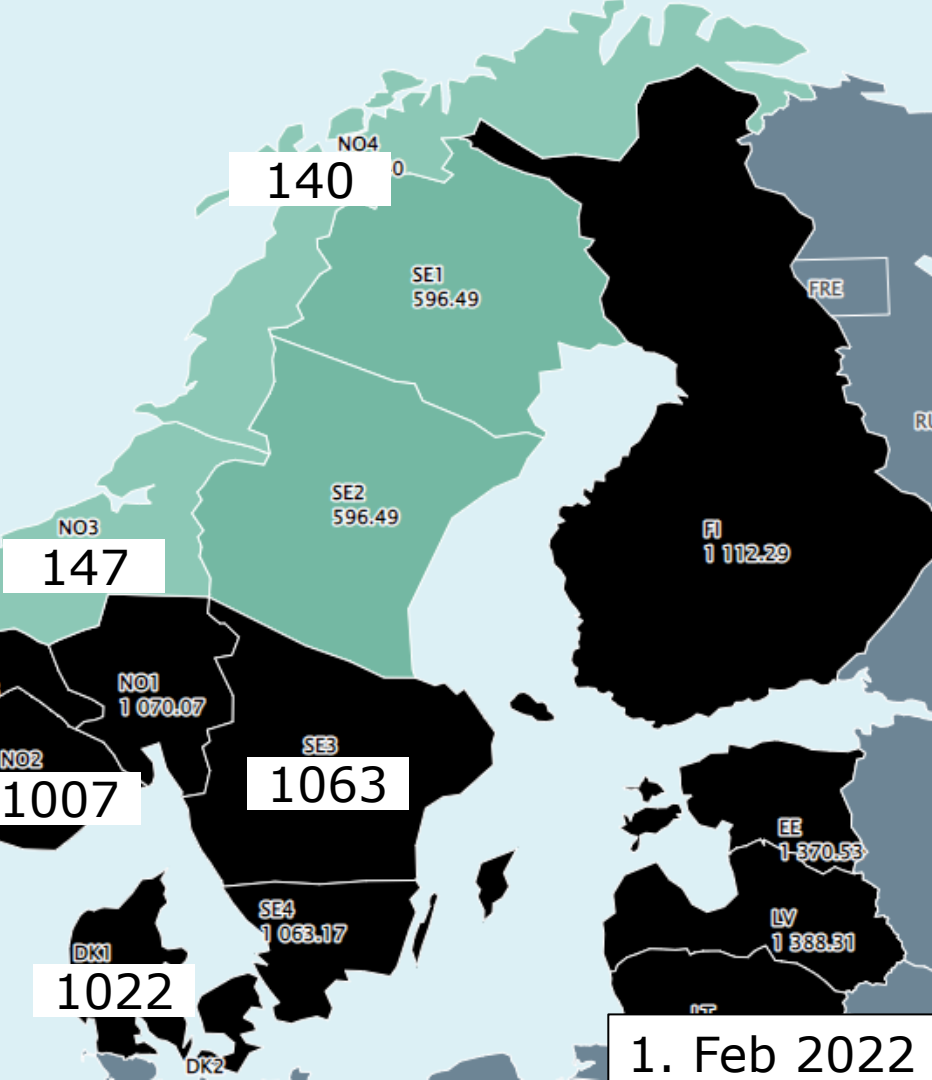 NO4
140
0
SE1
596.49
FRE
SE2
596.49
NO3
147
FI
1 112.29
NO1
1 070.07
NO2
1007
SE3
1063
EE
1 370.53
SE4
1 063.17
LV
1 388.31
DK1
1022
LT
1. Feb 2022
DK2